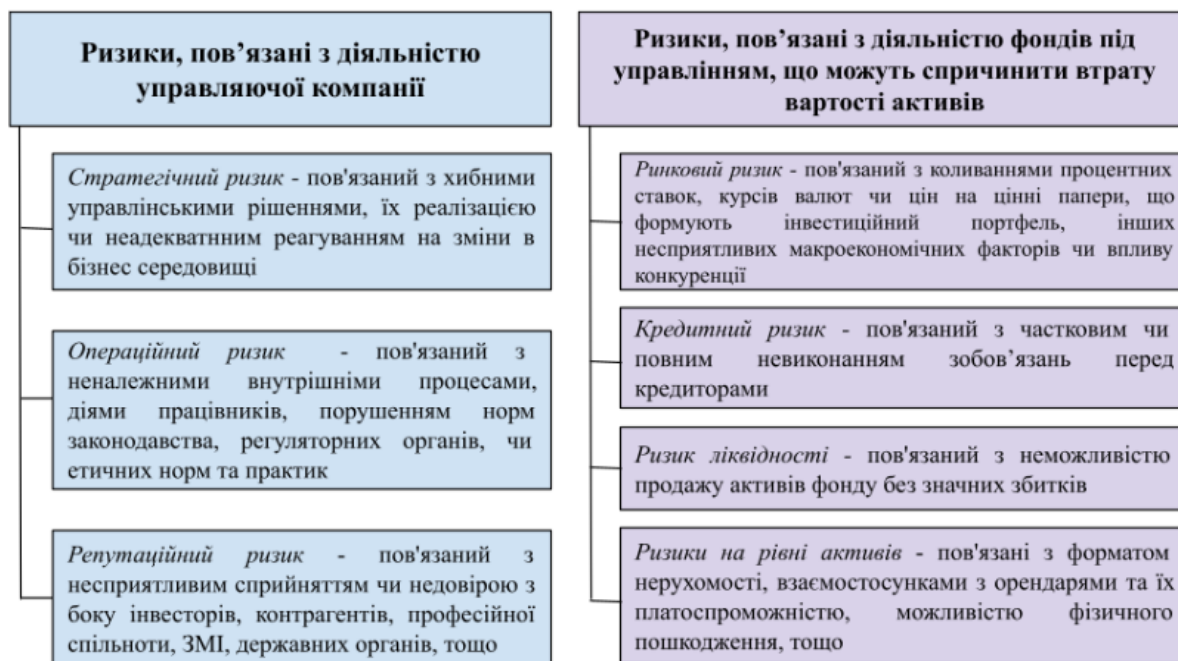 Ризики, пов’язані з діяльністю
управляючої компанії
Стратегічний ризик - пов'язаний з хибними
управлінськими рішеннями, їх реалізацією
чи неадекватнним реагуванням на зміни в
бізнес середовищі
Операційний ризик - пов'язаний з
неналежними внутрішніми процесами,
діями працівників, порушенням норм
законодавства, регуляторних органів, чи
етичних норм та практик
Репутаційний ризик - пов'язаний з
несприятливим сприйняттям чи недовірою з
боку інвесторів, контрагентів, професійної
спільноти, ЗМІ, державних органів, тощо
Ризики, пов’язані з діяльністю фондів під
управлінням, що можуть спричинити втрату
вартості активів
Ринковий ризик - пов'язаний з коливаннями процентних
ставок, курсів валют чи цін на цінні папери, що
формують інвестиційний портфель, інших
несприятливих макроекономічних факторів чи впливу
конкуренції
Кредитний ризик - пов'язаний з частковим чи
повним невиконанням зобов’язань перед
кредиторами
Ризик ліквідності - пов'язаний з неможливістю
продажу активів фонду без значних збитків
Ризики на рівні активів - пов'язані з форматом
нерухомості, взаємостосунками з орендарями та їх
платоспроможністю, можливістю фізичного
пошкодження, тощо